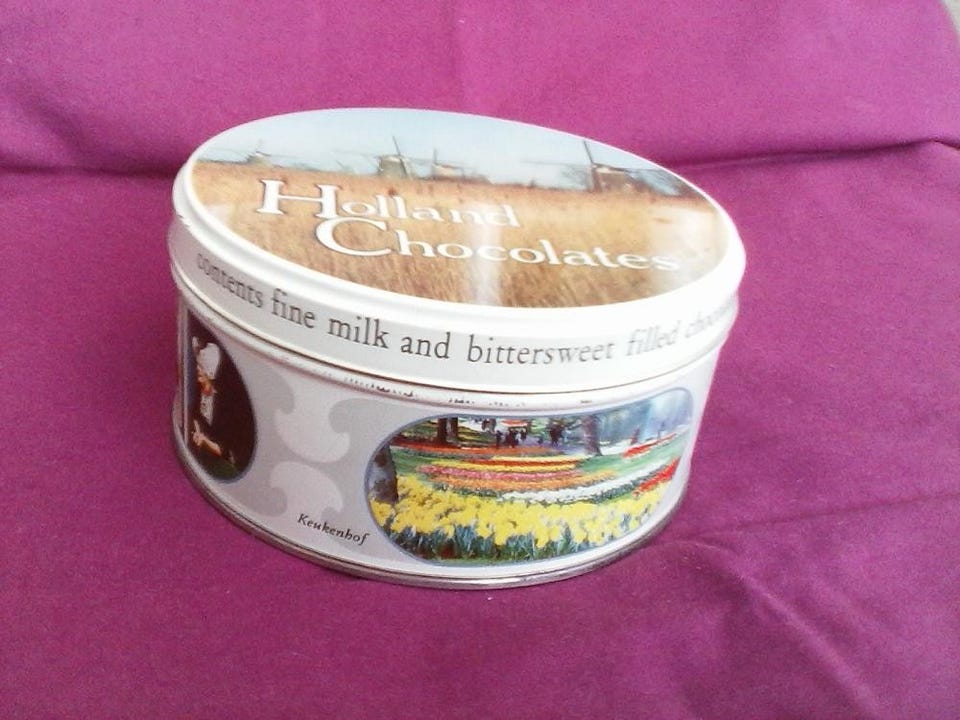 Holland
Chocolates
contents fine milk and bittersweet filled
Keukenhof